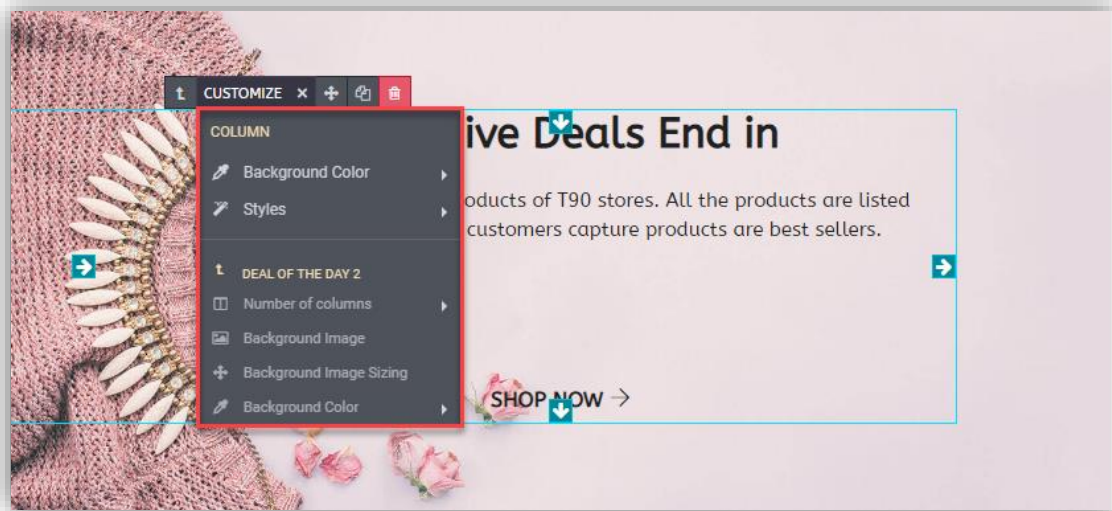 CUSTOMIZE
COLUMN
Background Color
Styles
DEAL OF THE DAY 2
Number of columns
Background Image
Background Image Sizing
Background Color
ive Deals End in
oducts of T90 stores. All the products are listed
customers capture products are best sellers.
SHOP NOW